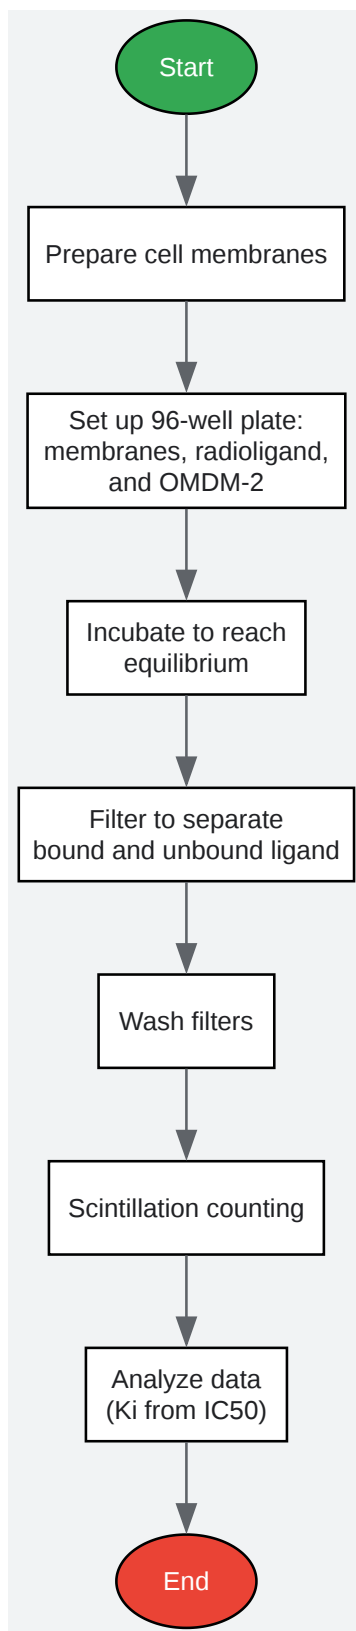 Start
Prepare cell membranes
Set up 96-well plate:
membranes, radioligand,
and OMDM-2
Incubate to reach
equilibrium
Filter to separate
bound and unbound ligand
Wash filters
Scintillation counting
Analyze data
(Ki from IC50)
End